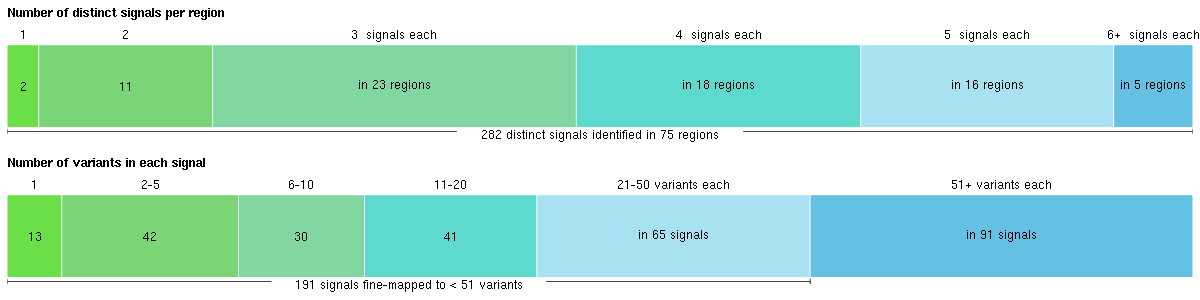 Number of distinct signals per region
1 2 3 signals each 4 signals each 5 signals each 6+ signals each
2 11 in 23 regions in 18 regions in 16 regions in 5 regions
282 distinct signals identified in 75 regions
Number of variants in each signal
1 2-5 6-10 11-20 21-50 variants each 51+ variants each
13 42 30 41 in 65 signals in 91 signals
191 signals fine-mapped to < 51 variants